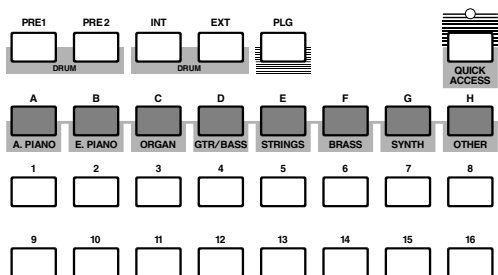 PRE1 PRE2 INT EXT PLG
DRUM DRUM
QUICK
ACCESS
A B C D E F G H
A. PIANO E. PIANO ORGAN GTR/BASS STRINGS BRASS SYNTH OTHER
1 2 3 4 5 6 7 8
9 10 11 12 13 14 15 16